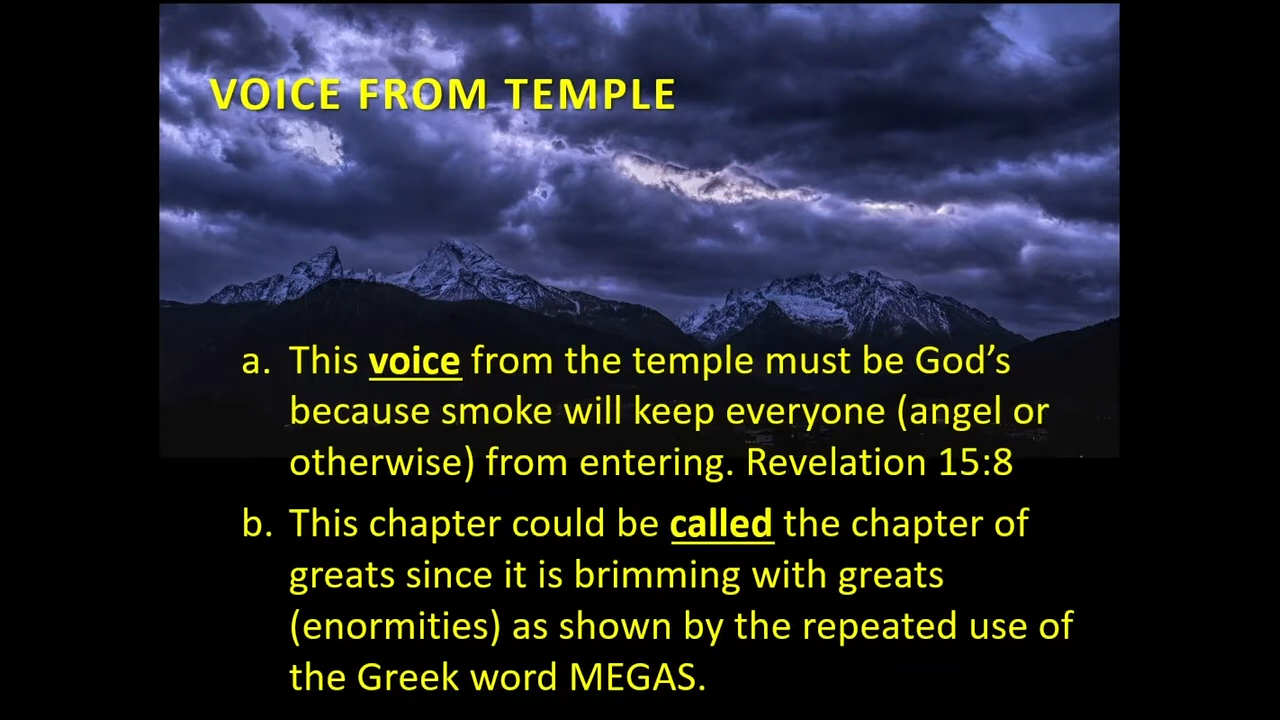 VOICE FROM TEMPLE
a. This voice from the temple must be God’s
because smoke will keep everyone (angel or
otherwise) from entering. Revelation 15:8
b. This chapter could be called the chapter of
greats since it is brimming with greats
(enormities) as shown by the repeated use of
the Greek word MEGAS.